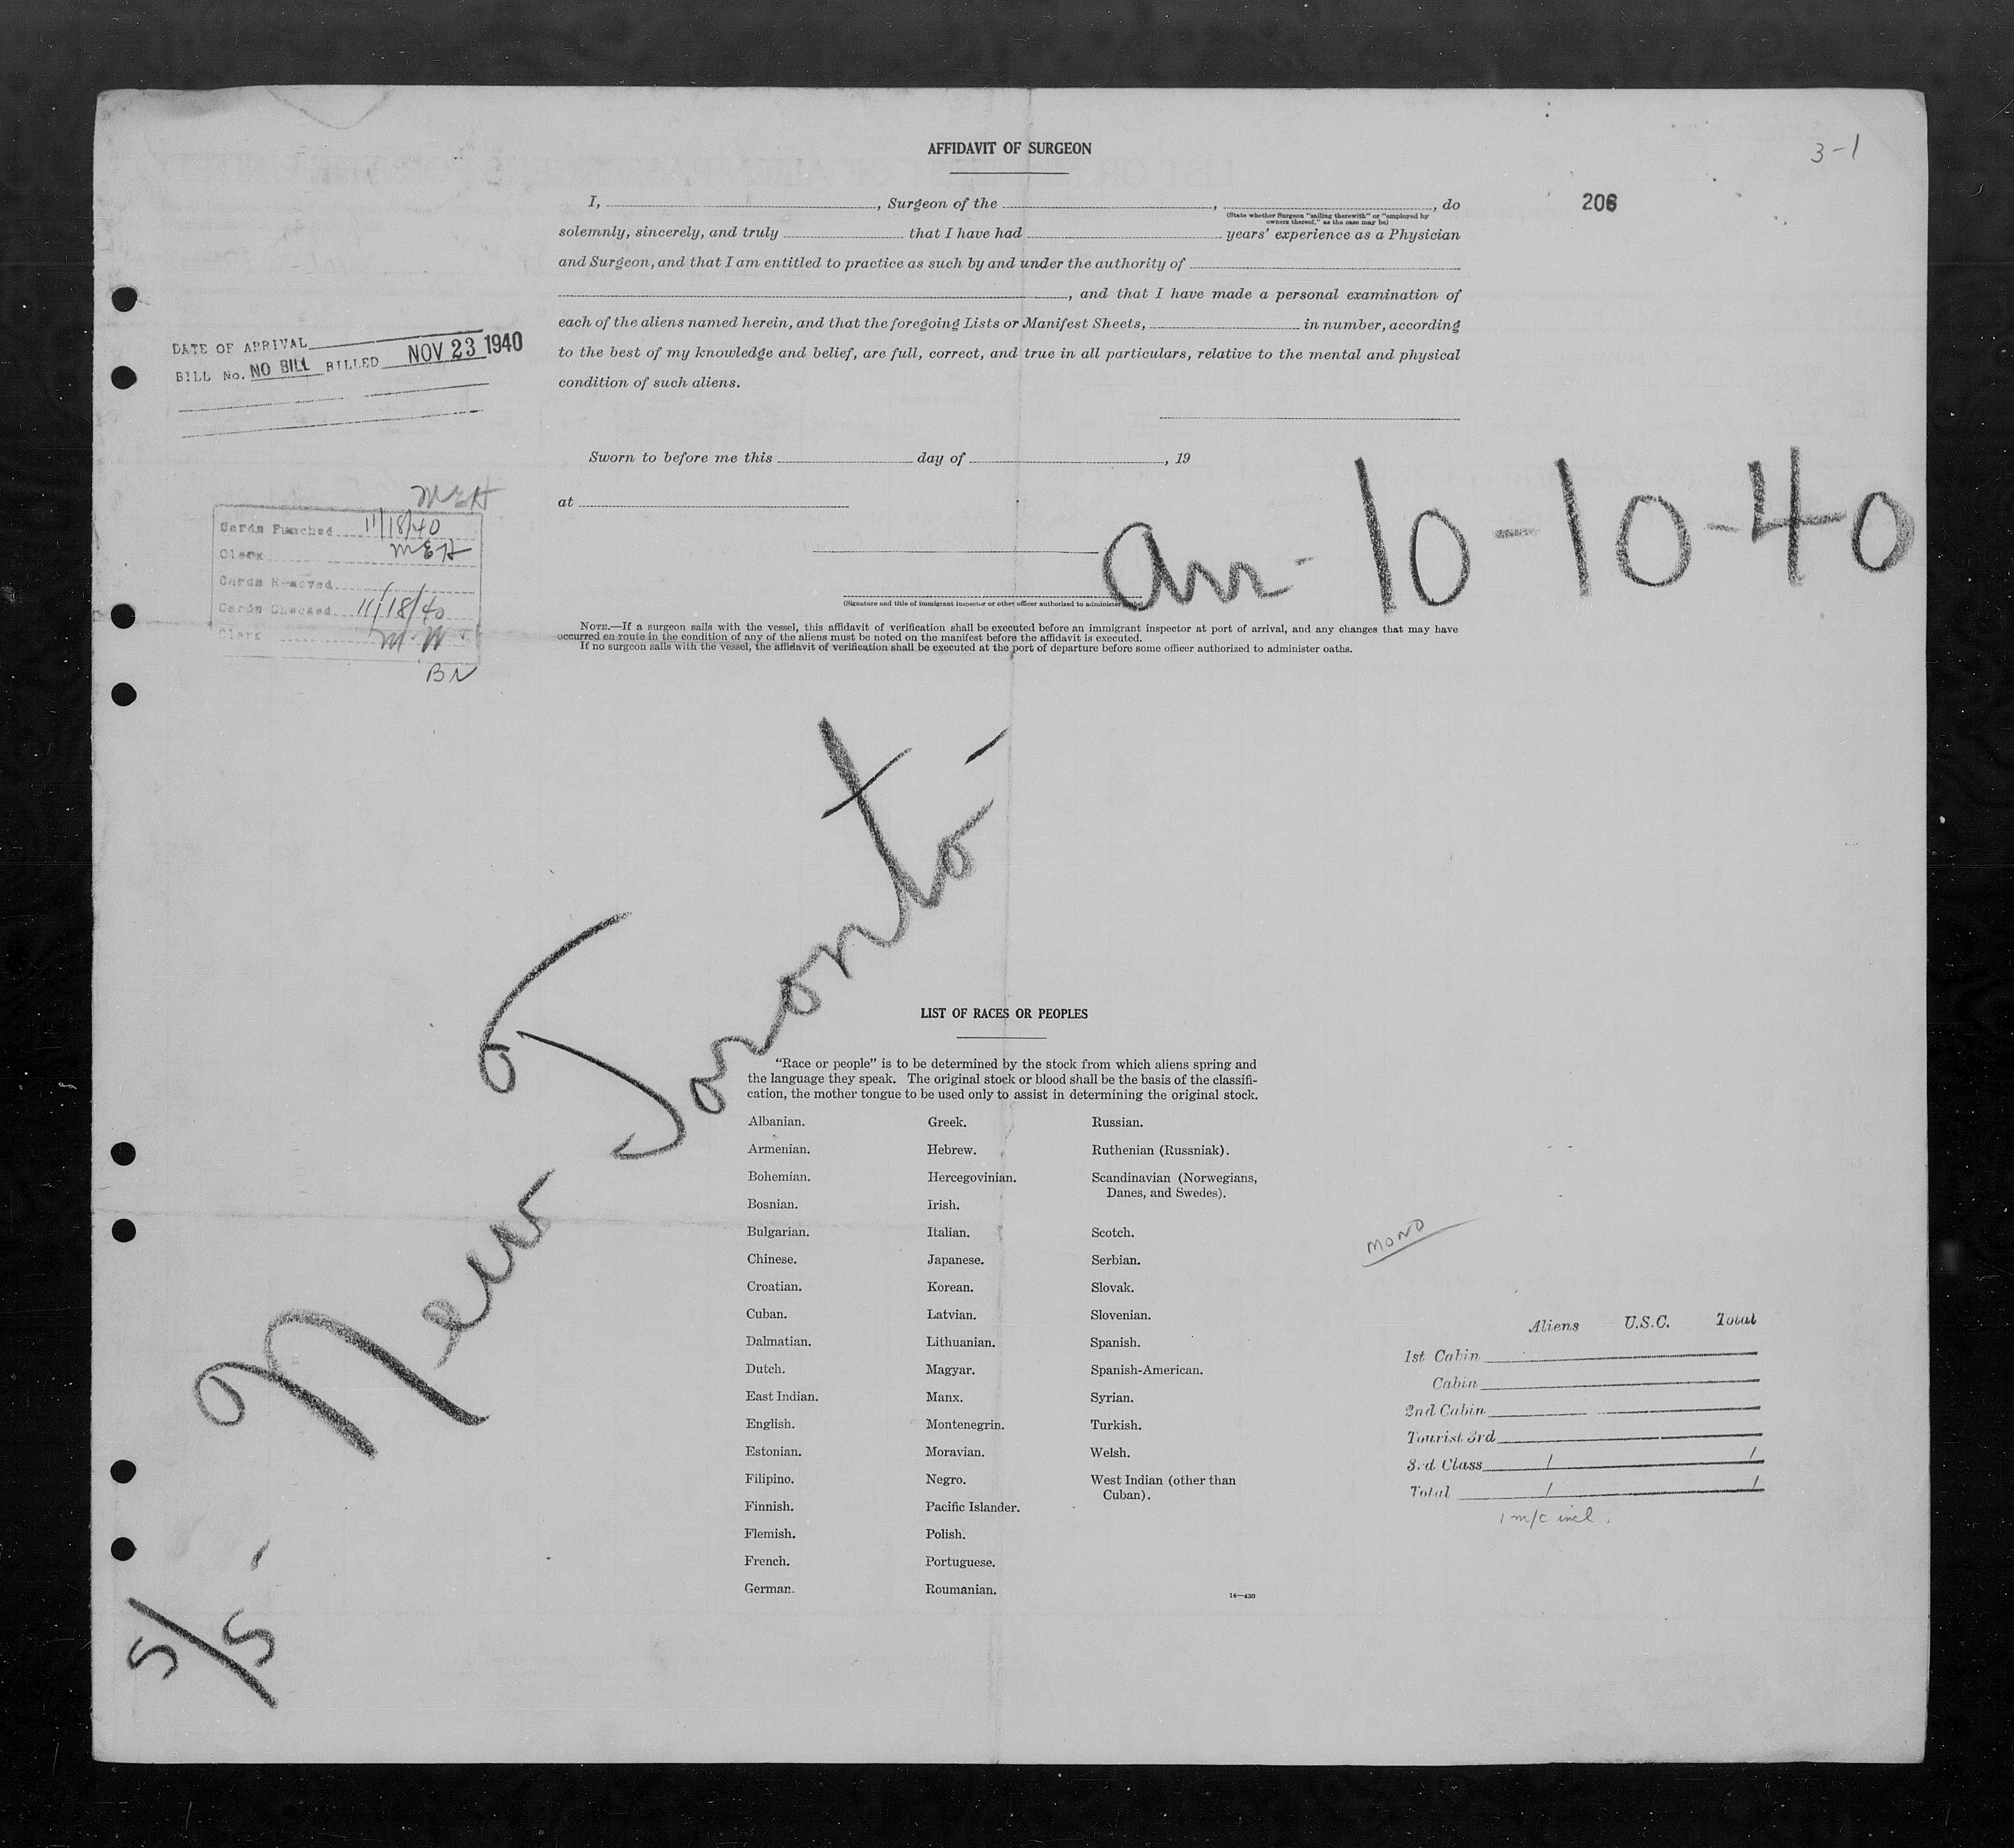 AFFIDAVIT OF SURGEON
3-1
206
I, , Surgeon of the , , do
(State whether Surgeon "sailing therewith" or "employed by
owners thereof," as the case may be)
solemnly, sincerely, and truly that I have had years' experience as a Physician
and Surgeon, and that I am entitled to practice as such by and under the authority of
, and that I have made a personal examination of
each of the aliens named herein, and that the foregoing Lists or Manifest Sheets, in number, according
to the best of my knowledge and belief, are full, correct, and true in all particulars, relative to the mental and physical
condition of such aliens.
DATE OF ARRIVAL
BILL No. NO BILL BILLED NOV 23 1940
Sworn to before me this day of , 19
at
MEH
Cards Punched 11/18/40
Clerk MEH
Cards Removed
Cards Checked 11/18/40
Clerk M.W.
BN
Arr- 10-10-40
(Signature and title of immigrant inspector or other officer authorized to administer oaths)
NOTE.—If a surgeon sails with the vessel, this affidavit of verification shall be executed before an immigrant inspector at port of arrival, and any changes that may have
occurred en route in the condition of any of the aliens must be noted on the manifest before the affidavit is executed.
If no surgeon sails with the vessel, the affidavit of verification shall be executed at the port of departure before some officer authorized to administer oaths.
S/S - New Toronto -
LIST OF RACES OR PEOPLES
"Race or people" is to be determined by the stock from which aliens spring and
the language they speak. The original stock or blood shall be the basis of the classifi-
cation, the mother tongue to be used only to assist in determining the original stock.
Albanian.
Armenian.
Bohemian.
Bosnian.
Bulgarian.
Chinese.
Croatian.
Cuban.
Dalmatian.
Dutch.
East Indian.
English.
Estonian.
Filipino.
Finnish.
Flemish.
French.
German.
Greek.
Hebrew.
Hercegovinian.
Irish.
Italian.
Japanese.
Korean.
Latvian.
Lithuanian.
Magyar.
Manx.
Montenegrin.
Moravian.
Negro.
Pacific Islander.
Polish.
Portuguese.
Roumanian.
Russian.
Ruthenian (Russniak).
Scandinavian (Norwegians,
Danes, and Swedes).
Scotch.
Serbian.
Slovak.
Slovenian.
Spanish.
Spanish-American.
Syrian.
Turkish.
Welsh.
West Indian (other than
Cuban).
14—430
MONO
Aliens U.S.C. Total
1st Cabin
Cabin
2nd Cabin
Tourist 3rd
3rd Class 1 1
Total 1 1
1 m/c incl.